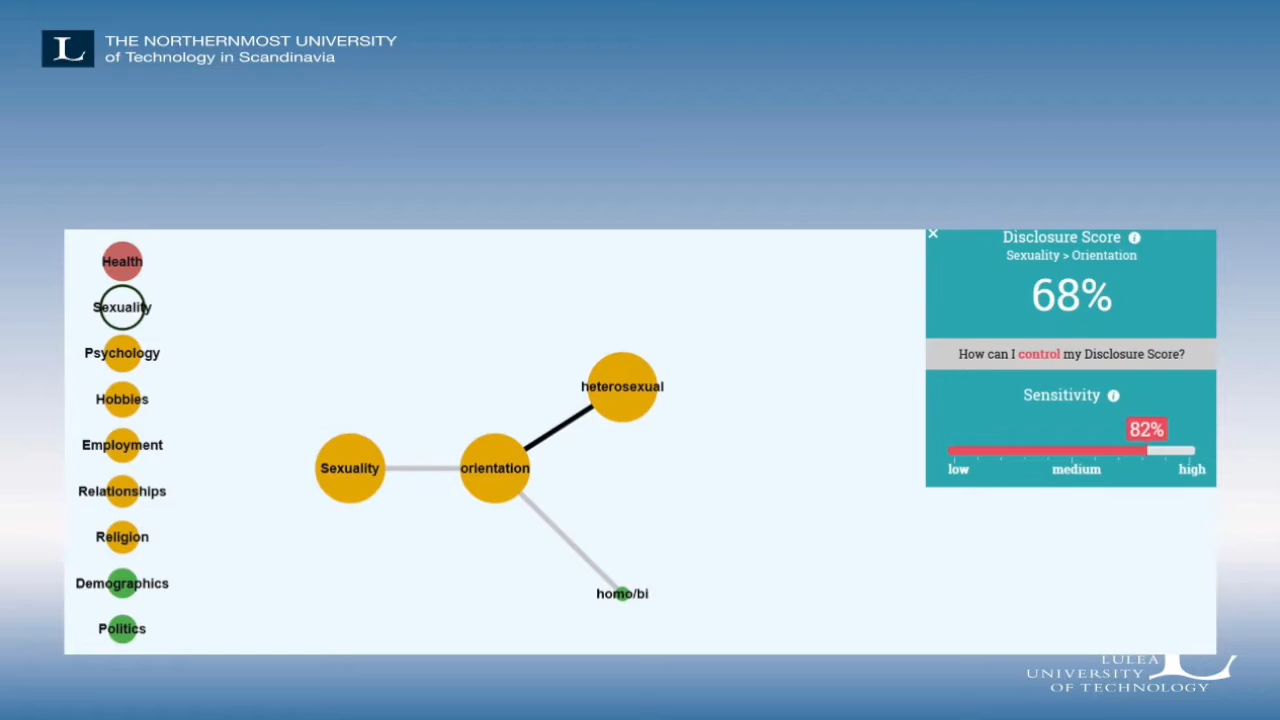 L
THE NORTHERNMOST UNIVERSITY
of Technology in Scandinavia
Health
Sexuality
Psychology
Hobbies
Employment
Relationships
Religion
Demographics
Politics
Sexuality
orientation
heterosexual
homo/bi
Disclosure Score i
Sexuality > Orientation
68%
How can I control my Disclosure Score?
Sensitivity i
82%
low medium high
LULEÅ
UNIVERSITY
OF TECHNOLOGY
L